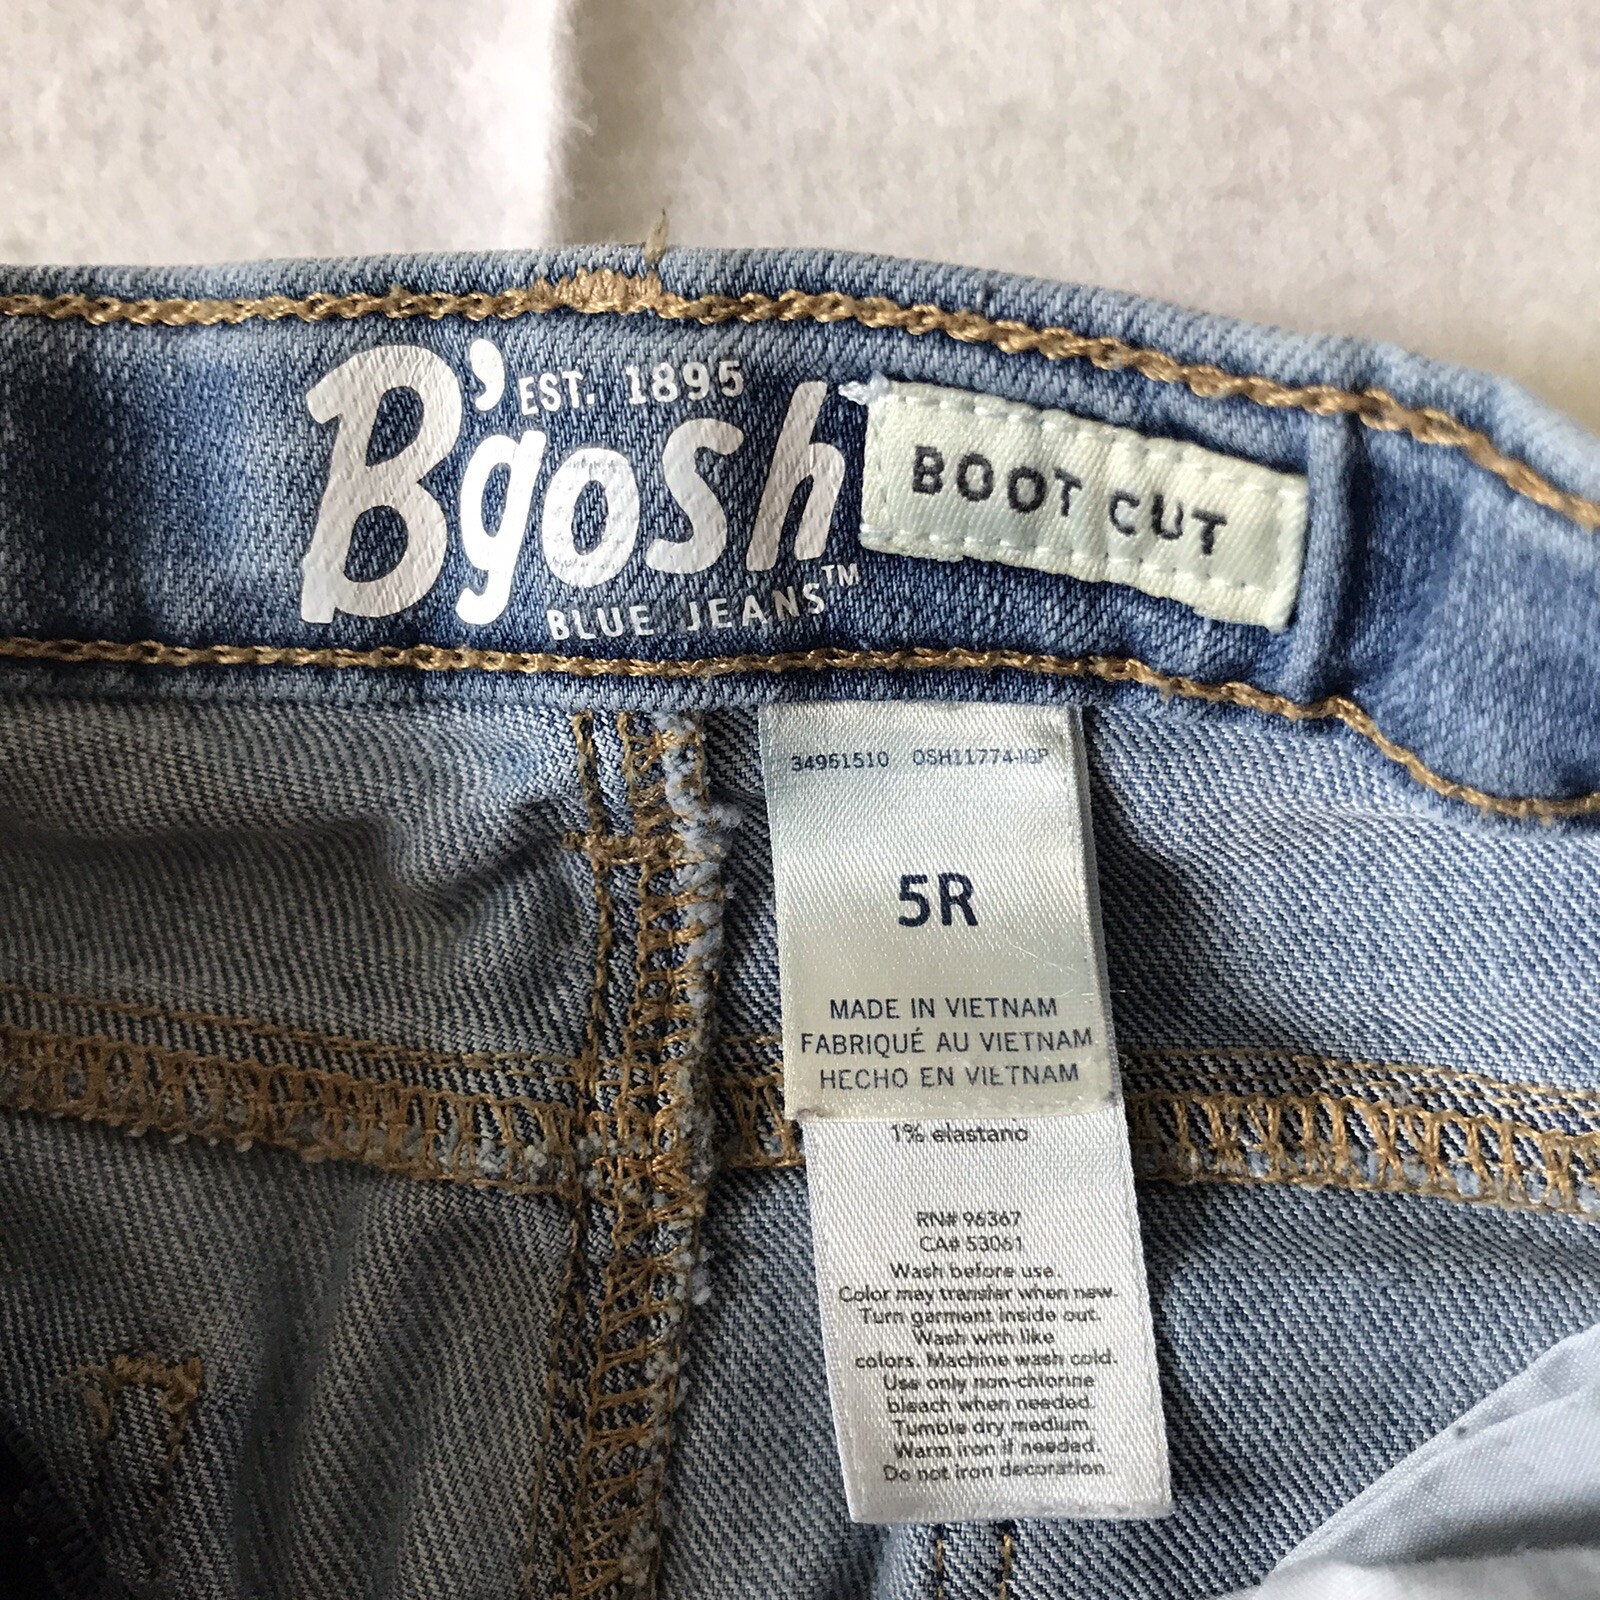 EST. 1895
B'gosh
BLUE JEANS™
BOOT CUT
34961510 OSH11774-IGP
5R
MADE IN VIETNAM
FABRIQUÉ AU VIETNAM
HECHO EN VIETNAM
1% elastano
RN# 96367
CA# 53061
Wash before use.
Color may transfer when new.
Turn garment inside out.
Wash with like
colors. Machine wash cold.
Use only non-chlorine
bleach when needed.
Tumble dry medium.
Warm iron if needed.
Do not iron decoration.